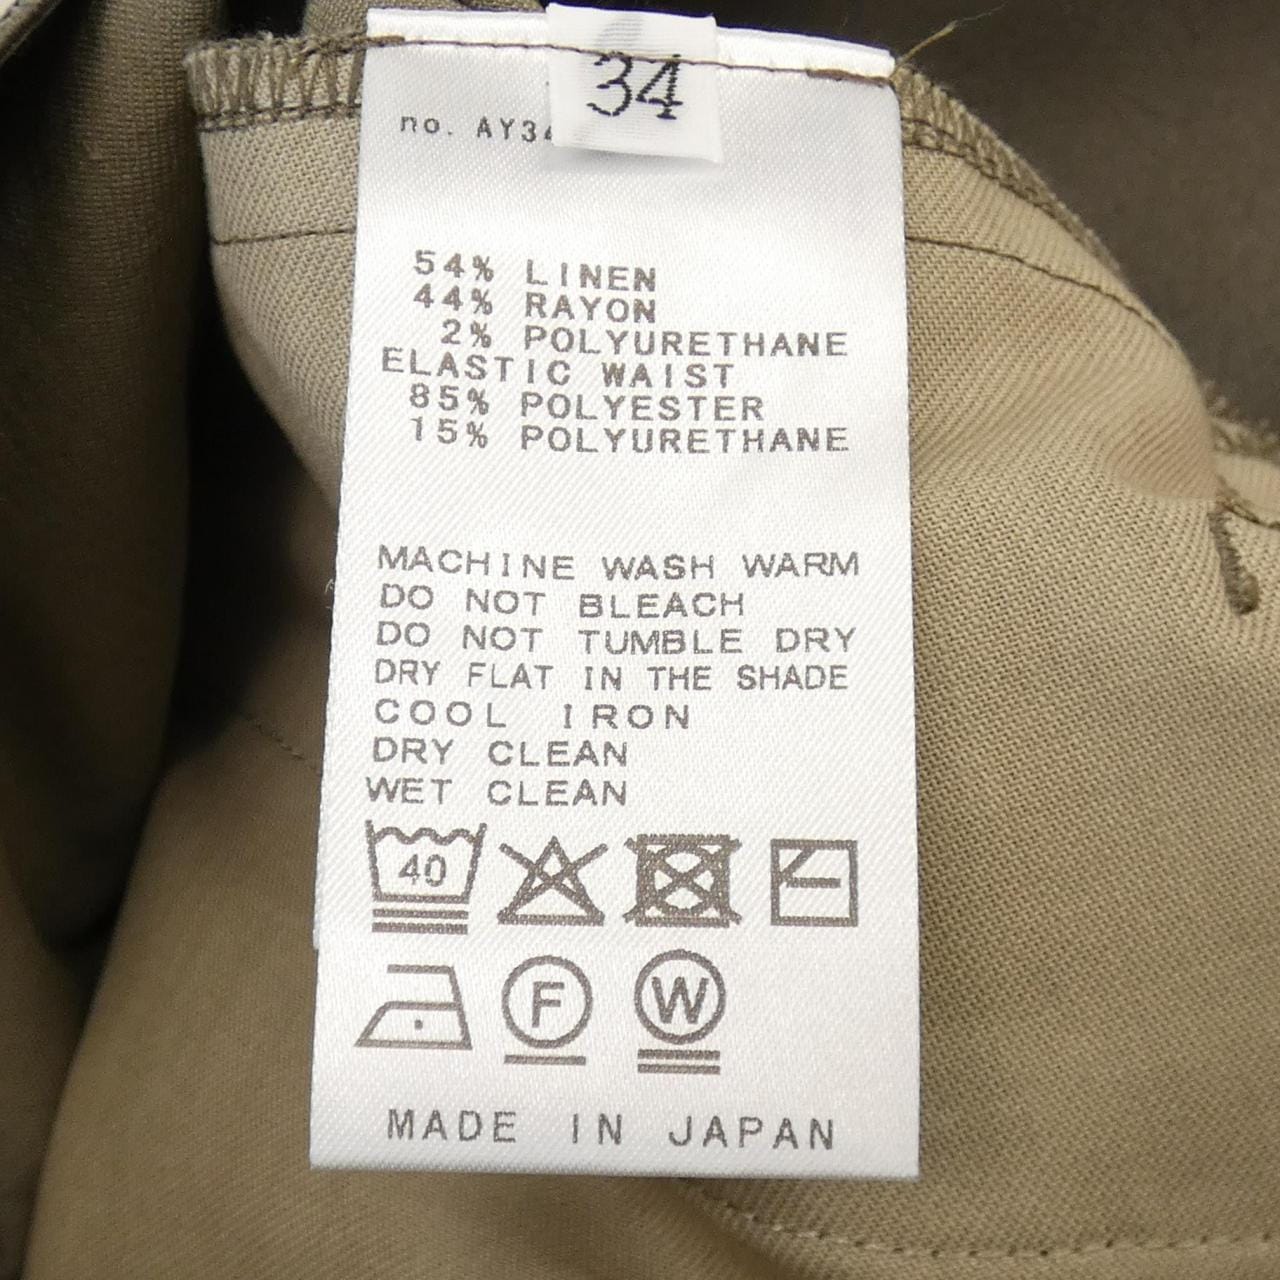 34
no. AY34
54% LINEN
44% RAYON
2% POLYURETHANE
ELASTIC WAIST
85% POLYESTER
15% POLYURETHANE
MACHINE WASH WARM
DO NOT BLEACH
DO NOT TUMBLE DRY
DRY FLAT IN THE SHADE
COOL IRON
DRY CLEAN
WET CLEAN
40
F W
MADE IN JAPAN